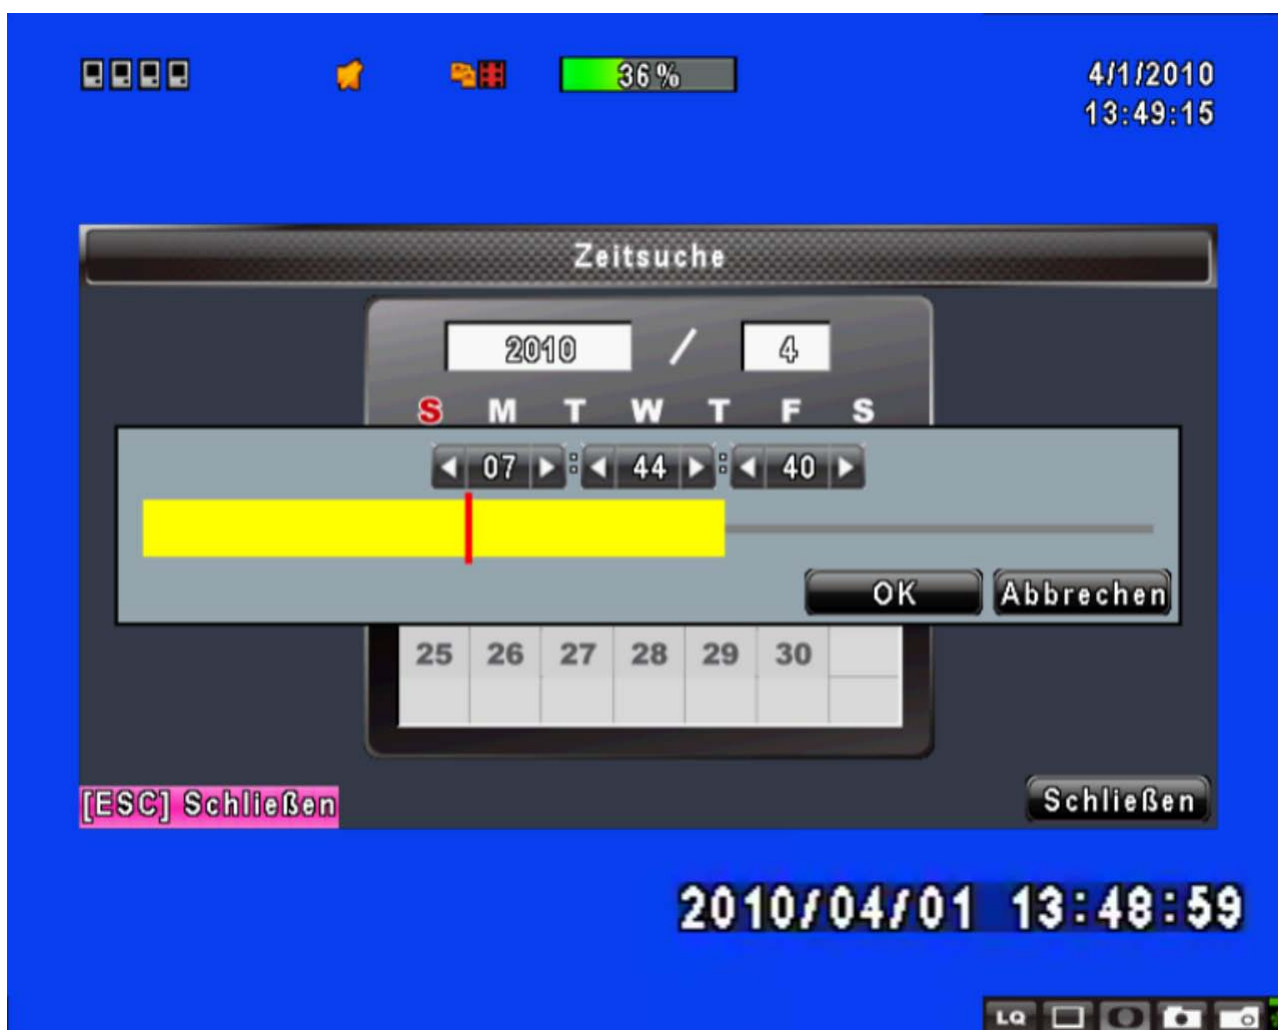 36%
4/1/2010
13:49:15
Zeitsuche
2010 / 4
S M T W T F S
07 : 44 : 40
OK Abbrechen
25 26 27 28 29 30
[ESC] Schließen
Schließen
2010/04/01 13:48:59
LQ